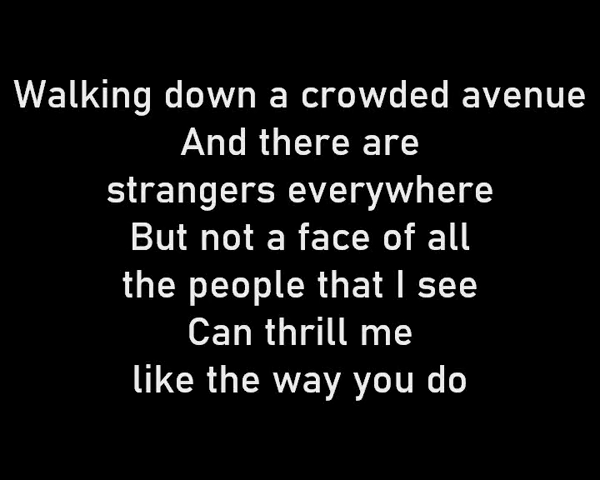 Walking down a crowded avenue
And there are
strangers everywhere
But not a face of all
the people that I see
Can thrill me
like the way you do